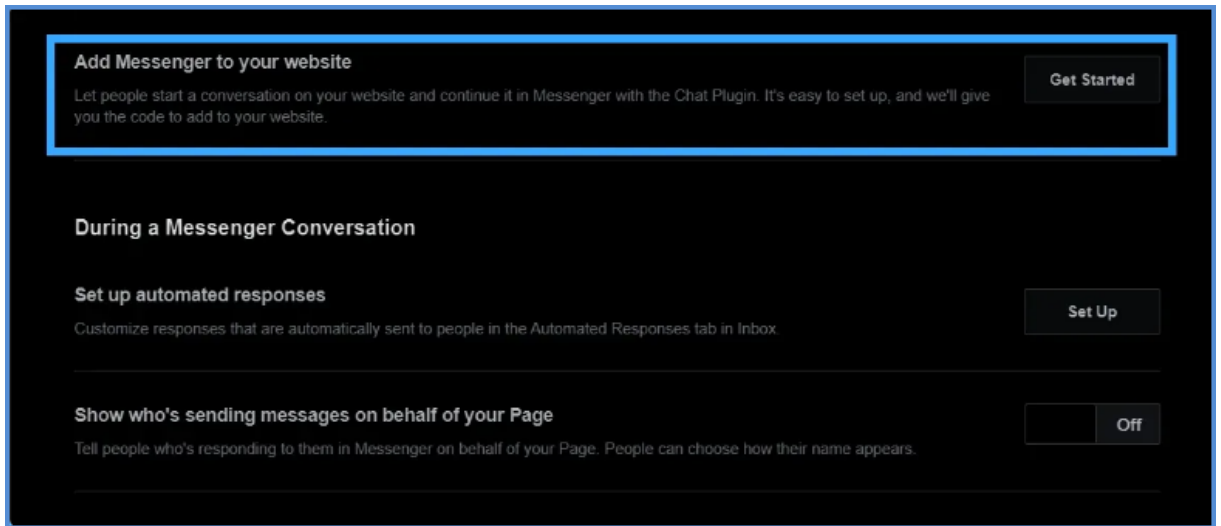 Add Messenger to your website
Get Started
Let people start a conversation on your website and continue it in Messenger with the Chat Plugin. It's easy to set up, and we'll give
you the code to add to your website.
During a Messenger Conversation
Set up automated responses
Set Up
Customize responses that are automatically sent to people in the Automated Responses tab in Inbox.
Show who's sending messages on behalf of your Page
Off
Tell people who's responding to them in Messenger on behalf of your Page. People can choose how their name appears.